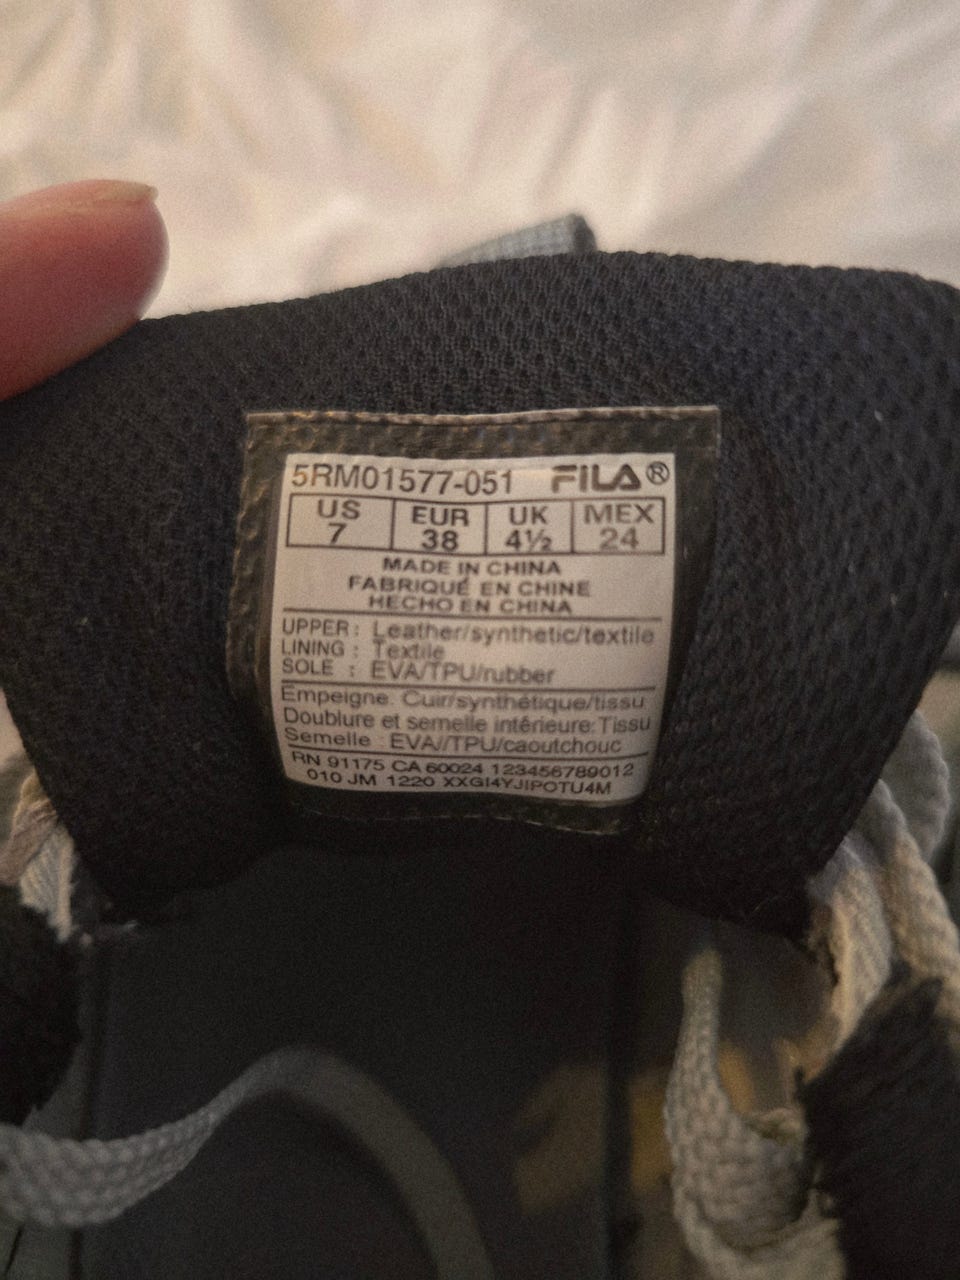 5RM01577-051 FILA®
US EUR UK MEX
7 38 4½ 24
MADE IN CHINA
FABRIQUÉ EN CHINE
HECHO EN CHINA
UPPER : Leather/synthetic/textile
LINING : Textile
SOLE : EVA/TPU/rubber
Empeigne: Cuir/synthétique/tissu
Doublure et semelle intérieure:Tissu
Semelle : EVA//TPU/caoutchouc
RN 91175 CA 60024 123456789012
010 JM 1220 XXGI4YJIPOTU4M